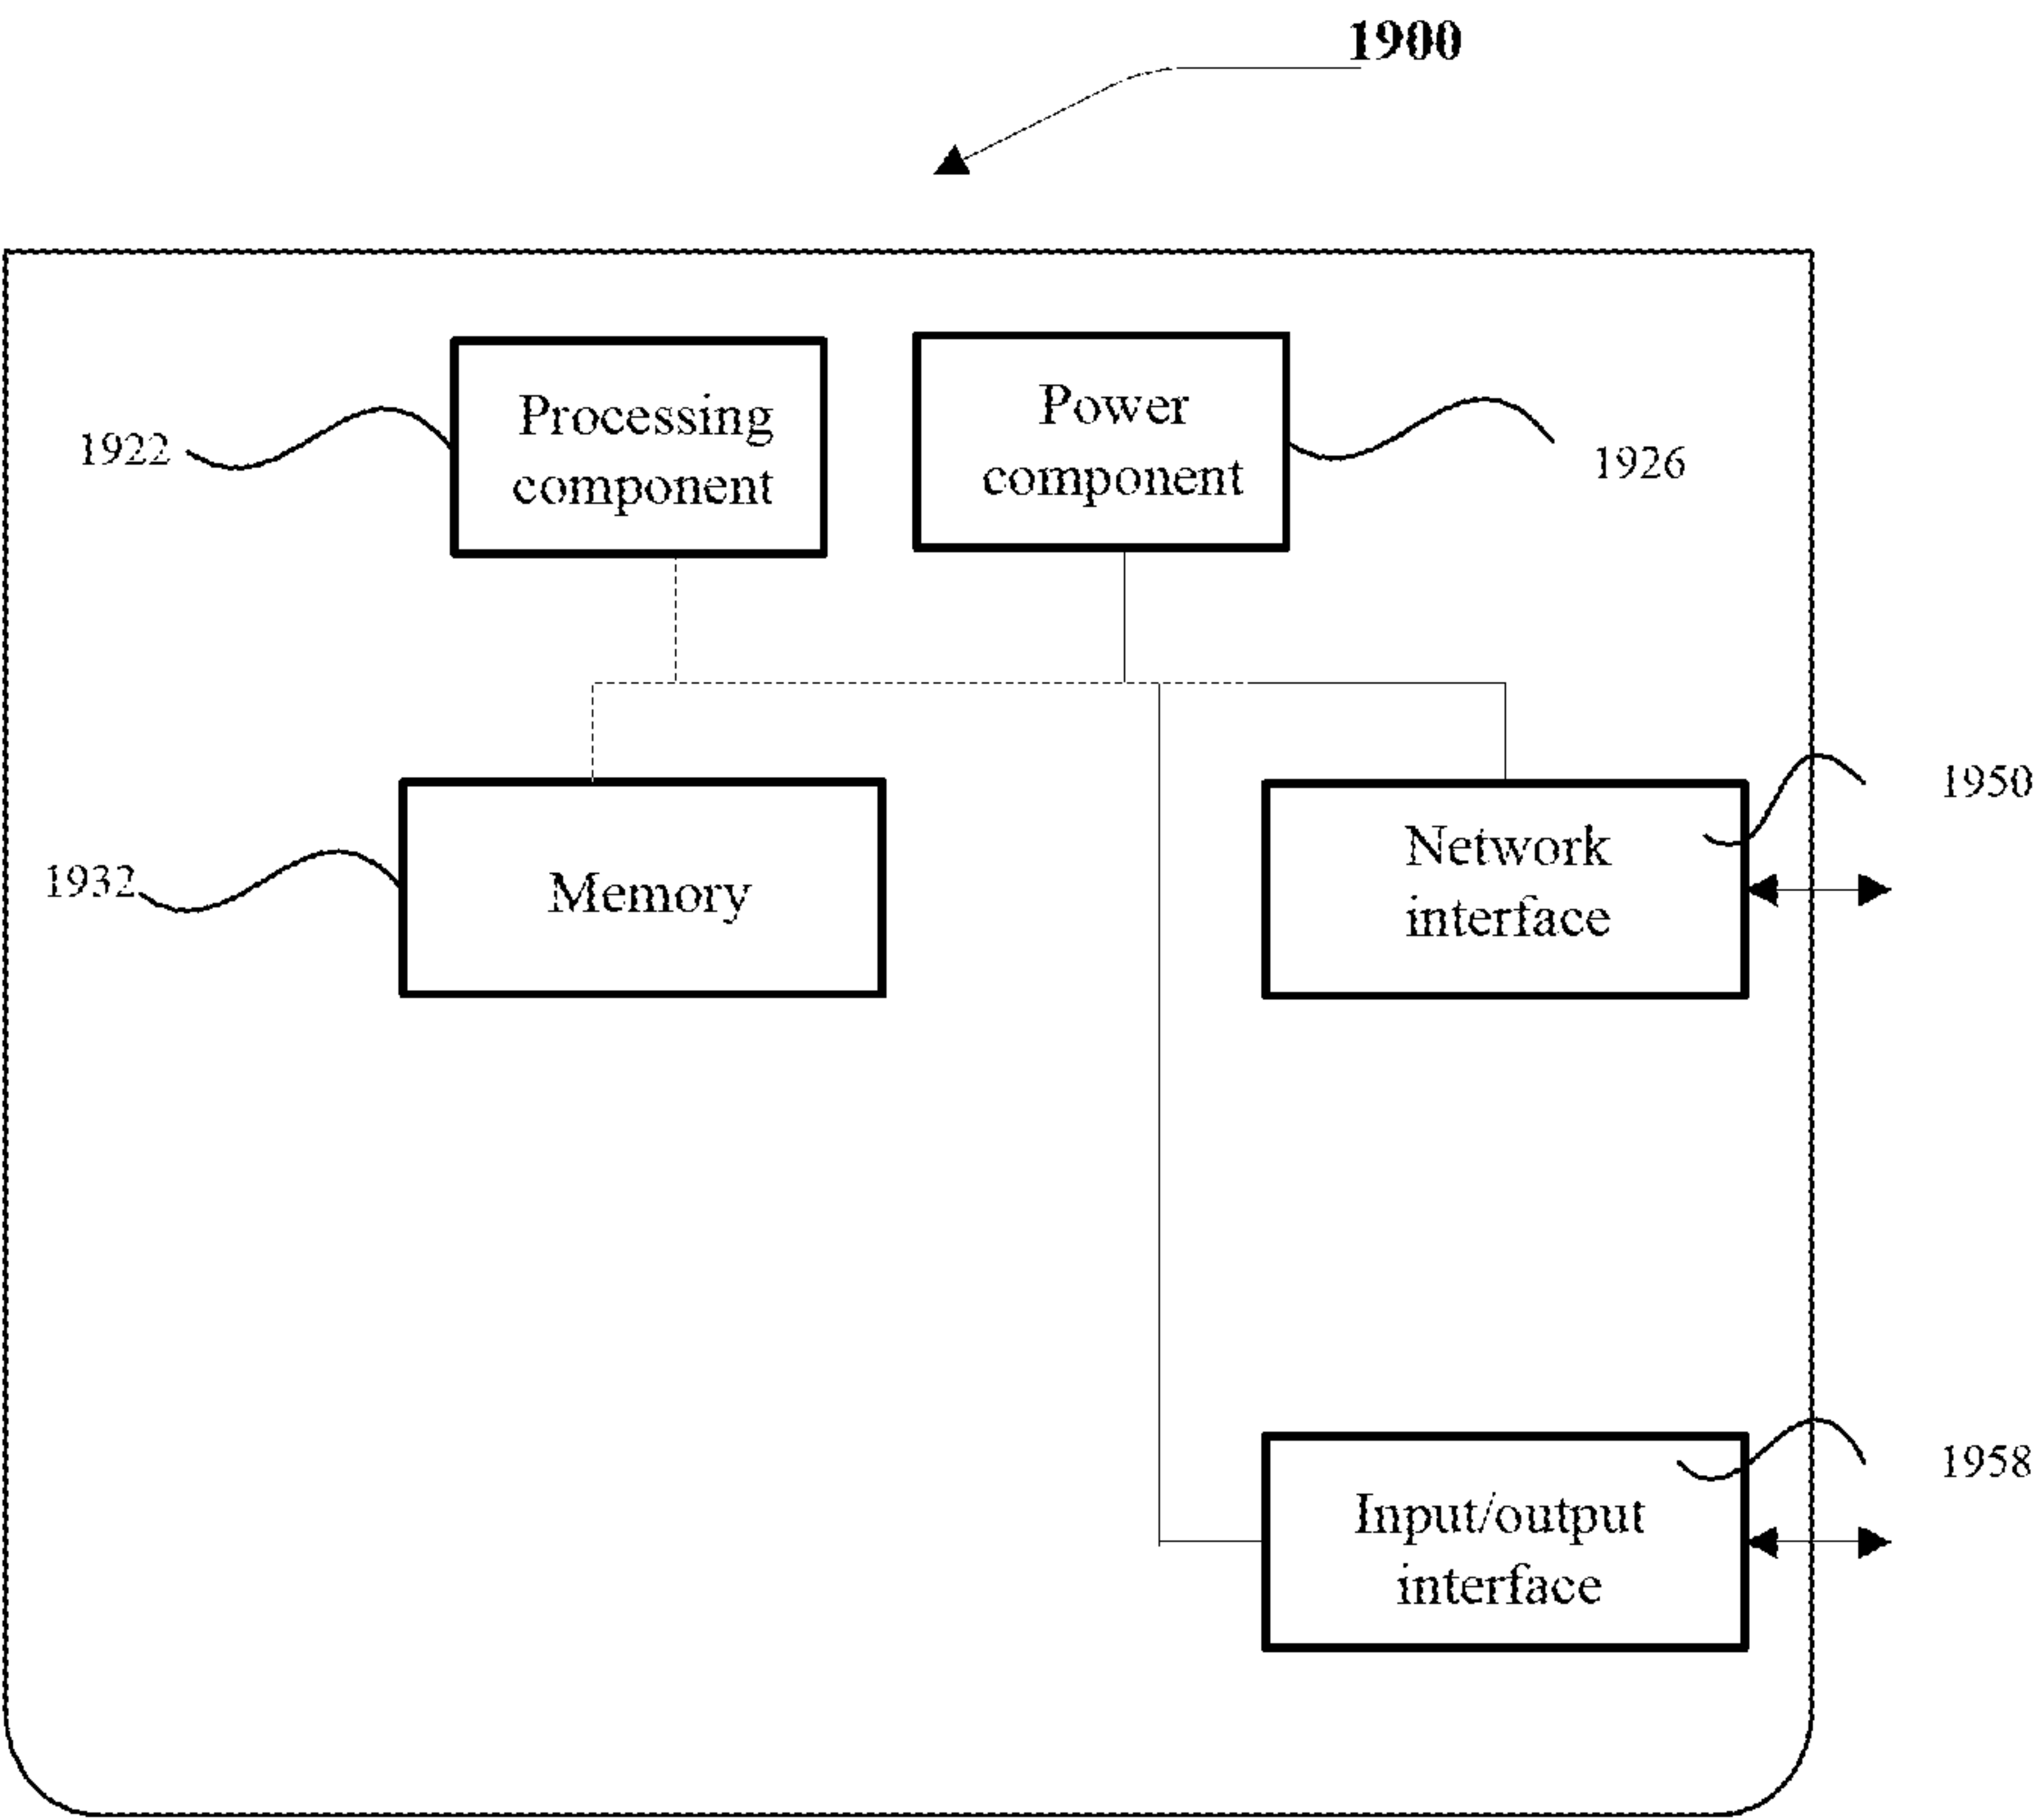 1900
Processing
component
Power
component
1922
1926
1950
Network
interface
1932
Memory
1958
Input/output
interface